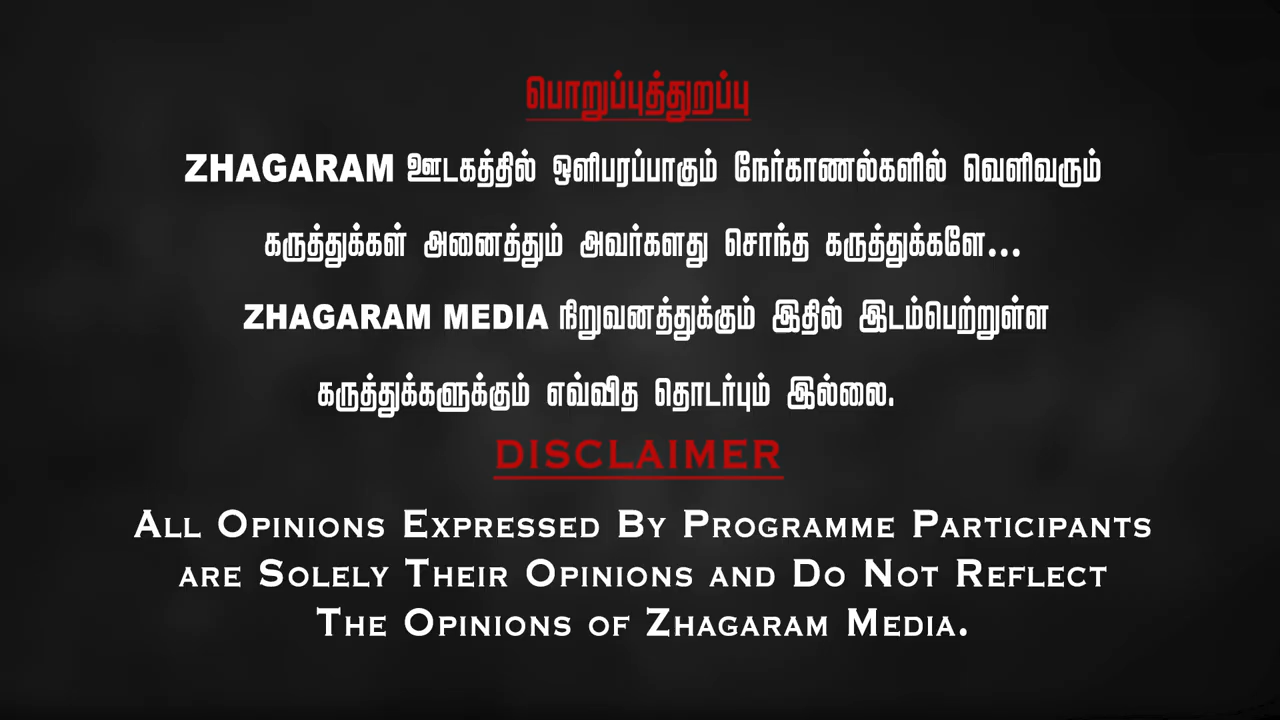 பொறுப்புத்துறப்பு
ZHAGARAM ஊடகத்தில் ஒளிபரப்பாகும் நேர்காணல்களில் வெளிவரும்
கருத்துக்கள் அனைத்தும் அவர்களது சொந்த கருத்துக்களே...
ZHAGARAM MEDIA நிறுவனத்துக்கும் இதில் இடம்பெற்றுள்ள
கருத்துக்களுக்கும் எவ்வித தொடர்பும் இல்லை.
DISCLAIMER
All Opinions Expressed By Programme Participants
are Solely Their Opinions and Do Not Reflect
The Opinions of Zhagaram Media.